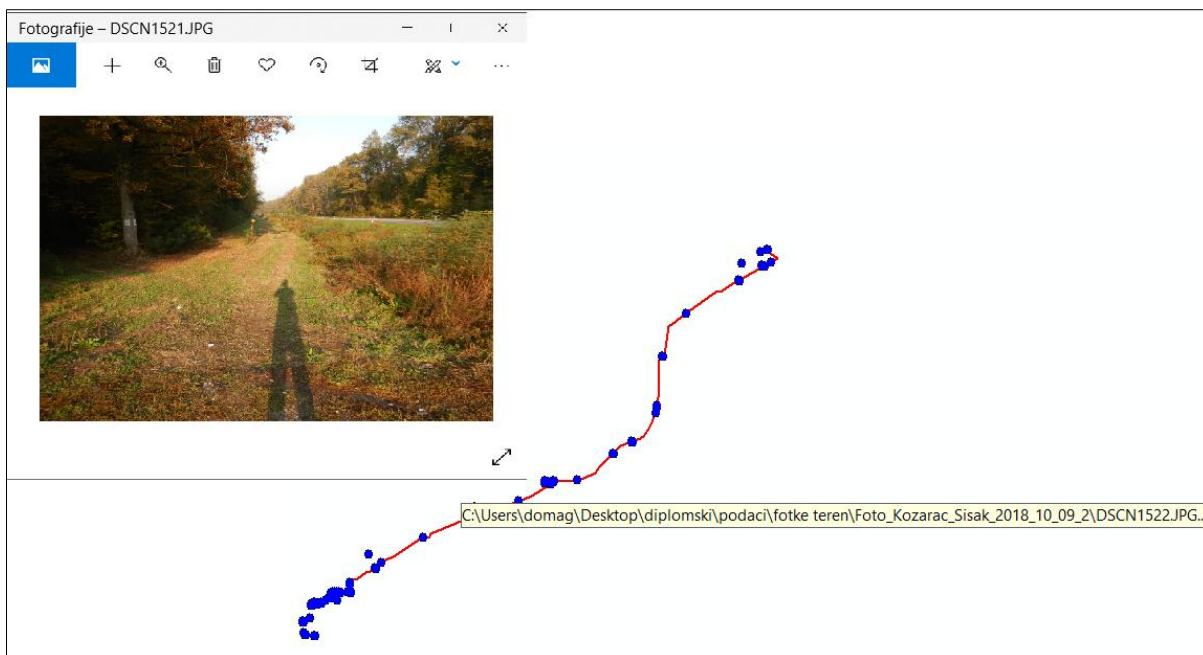 Fotografije – DSCN1521.JPG
C:\Users\domag\Desktop\diplomski\podaci\fotke teren\Foto_Kozarac_Sisak_2018_10_09_2\DSCN1522.JPG...